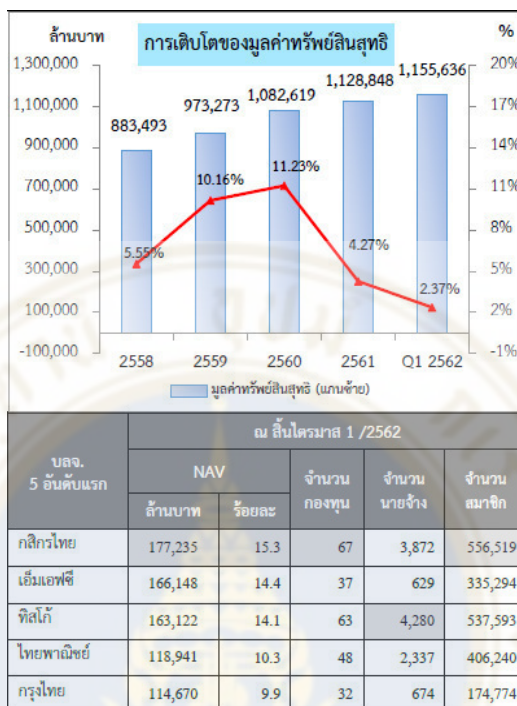 ล้านบาท
การเติบโตของมูลค่าทรัพย์สินสุทธิ
%
1,300,000
1,100,000
900,000
700,000
500,000
300,000
100,000
-100,000
883,493
973,273
1,082,619
1,128,848
1,155,636
5.55%
10.16%
11.23%
4.27%
2.37%
20%
17%
14%
11%
8%
5%
2%
-1%
2558 2559 2560 2561 Q1 2562
มูลค่าทรัพย์สินสุทธิ (แกนซ้าย)
บลจ.
5 อันดับแรก
ณ สิ้นไตรมาส 1 /2562
NAV
ล้านบาท ร้อยละ
จำนวน
กองทุน
จำนวน
นายจ้าง
จำนวน
สมาชิก
กสิกรไทย 177,235 15.3 67 3,872 556,519
เอ็มเอฟซี 166,148 14.4 37 629 335,294
ทิสโก้ 163,122 14.1 63 4,280 537,593
ไทยพาณิชย์ 118,941 10.3 48 2,337 406,240
กรุงไทย 114,670 9.9 32 674 174,774